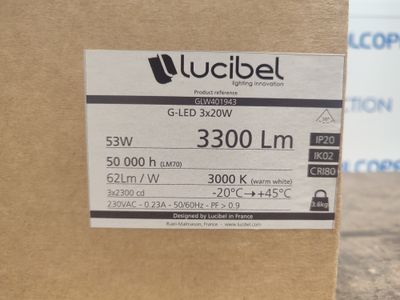 Lucibel
lighting innovation
Product reference
GLW401943
G-LED 3x20W
53W 3300 Lm
IP20
50 000 h (LM70)
IK02
62Lm / W 3000 K (warm white)
CRI80
3x2300 cd -20°C→+45°C
230VAC - 0.23A - 50/60Hz - PF > 0.9
3.6kg
Designed by Lucibel in France
Rueil-Malmaison, France - www.lucibel.com
ALCOPE
ALCOPE